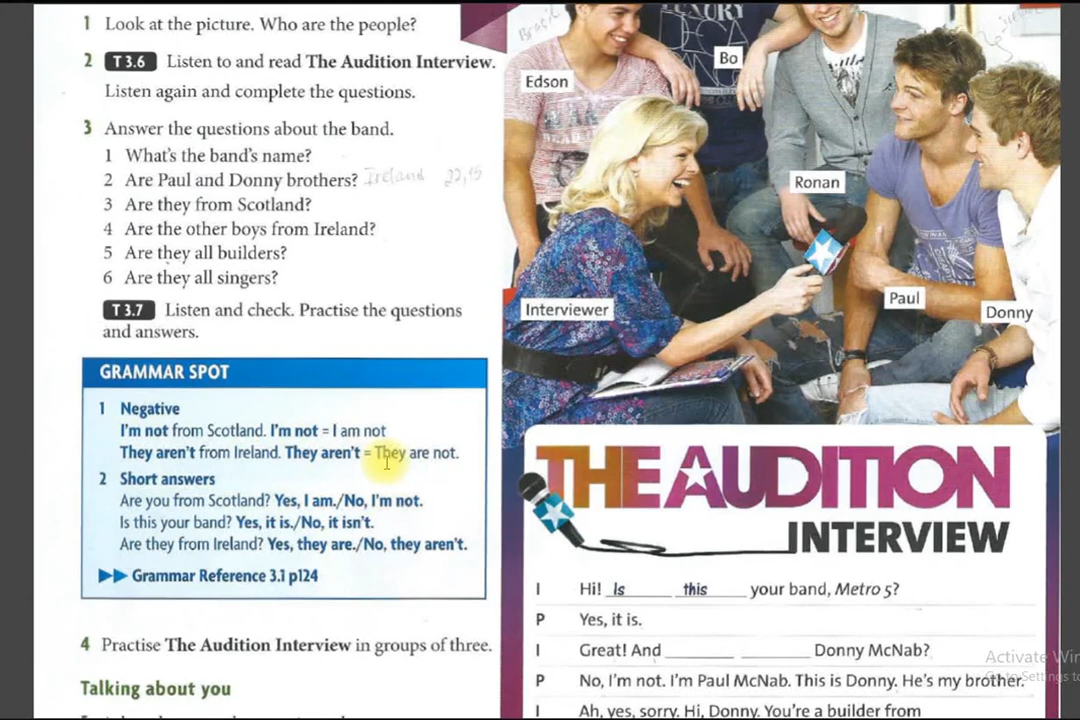 1 Look at the picture. Who are the people?
2 T 3.6 Listen to and read The Audition Interview.
Listen again and complete the questions.
3 Answer the questions about the band.
1 What's the band's name?
2 Are Paul and Donny brothers? Ireland
3 Are they from Scotland?
4 Are the other boys from Ireland?
5 Are they all builders?
6 Are they all singers?
T 3.7 Listen and check. Practise the questions
and answers.
GRAMMAR SPOT
1 Negative
I'm not from Scotland. I'm not = I am not
They aren't from Ireland. They aren't = They are not.
2 Short answers
Are you from Scotland? Yes, I am./No, I'm not.
Is this your band? Yes, it is./No, it isn't.
Are they from Ireland? Yes, they are./No, they aren't.
Grammar Reference 3.1 p124
4 Practise The Audition Interview in groups of three.
Talking about you
Brasil
LUXURY
Bo
Edson
Ronan
Interviewer
Paul
Donny
THE AUDITION
INTERVIEW
I Hi! Is this your band, Metro 5?
P Yes, it is.
I Great! And ______ ______ Donny McNab?
P No, I'm not. I'm Paul McNab. This is Donny. He's my brother.
I Ah, yes, sorry. Hi, Donny. You're a builder from
Activate Win
Go to Settings to